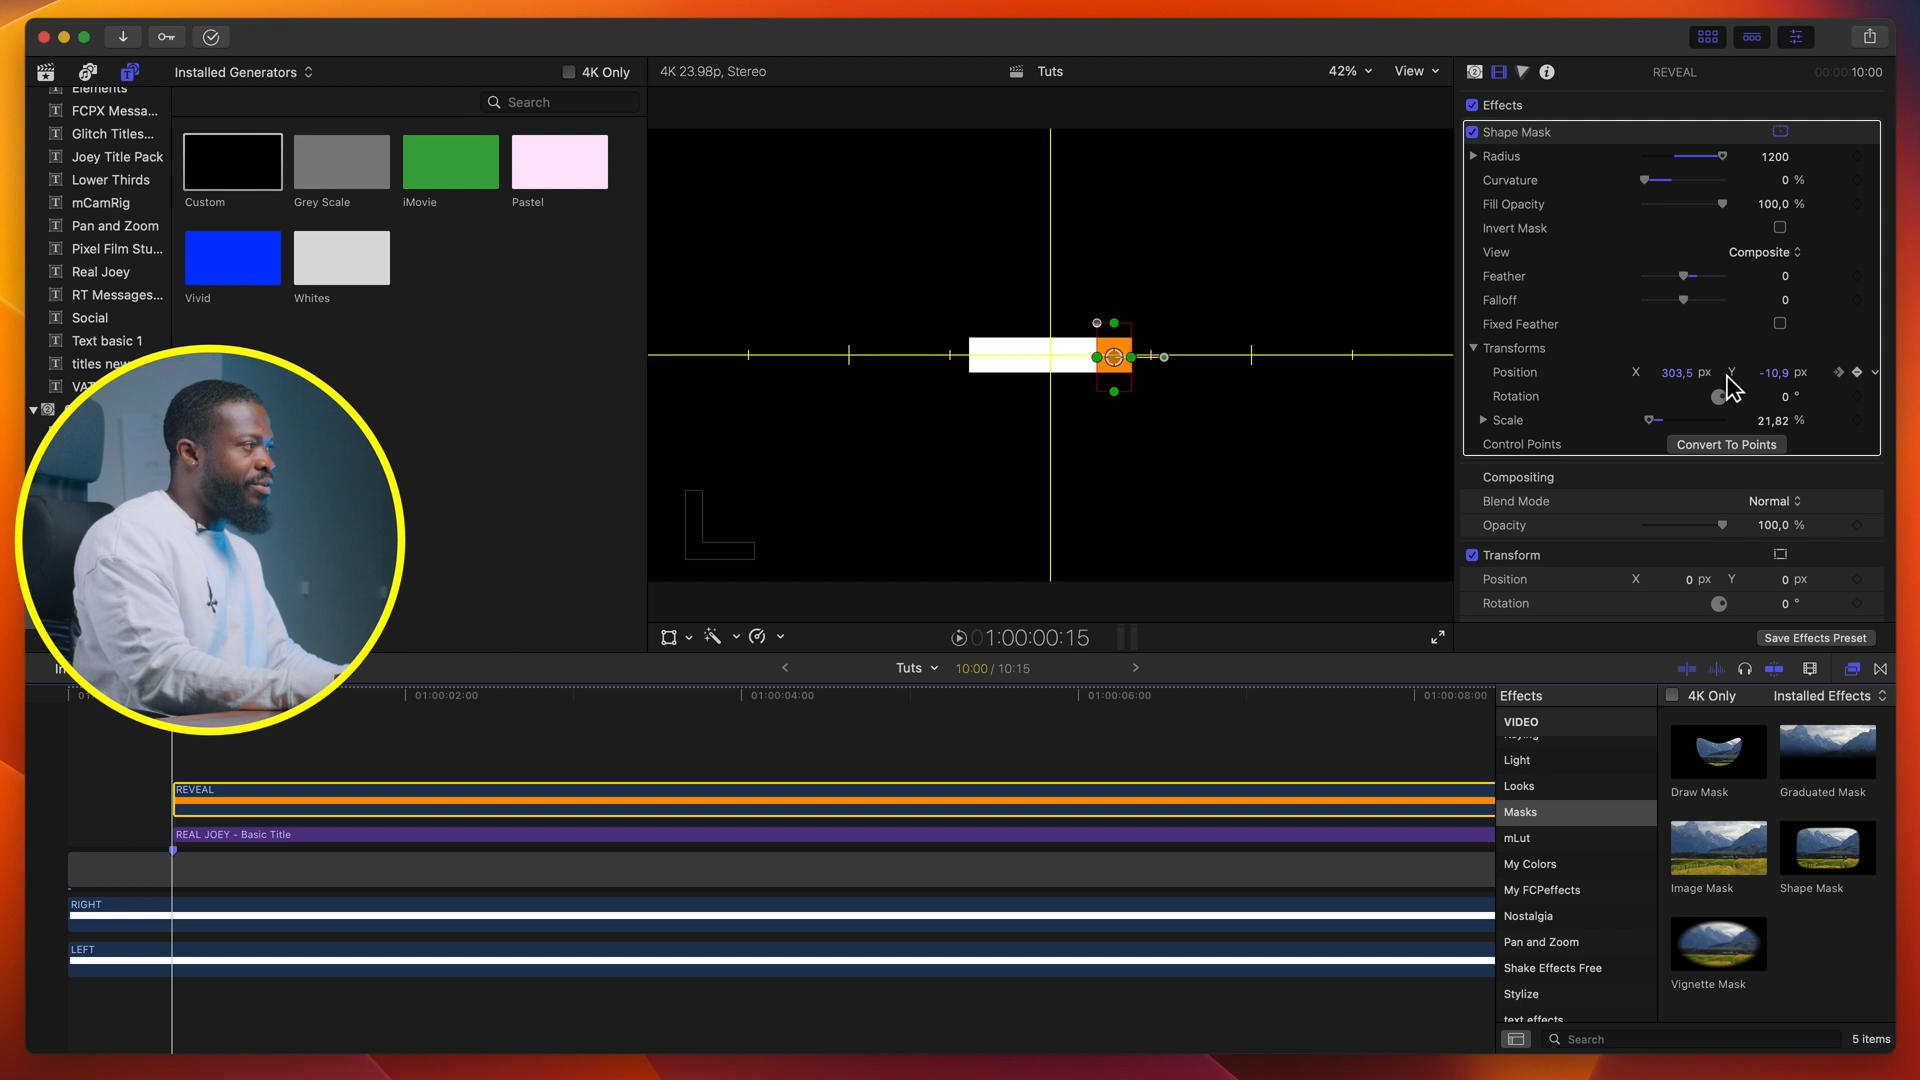 Installed Generators
4K Only
4K 23.98p, Stereo
Tuts
42%
View
REVEAL
00:00:10:00
Elements
FCPX Messa...
Glitch Titles...
Joey Title Pack
Lower Thirds
mCamRig
Pan and Zoom
Pixel Film Stu...
Real Joey
RT Messages...
Social
Text basic 1
Search
Custom
Grey Scale
iMovie
Pastel
Vivid
Whites
Effects
Shape Mask
Radius 1200
Curvature 0 %
Fill Opacity 100,0 %
Invert Mask
View Composite
Feather 0
Falloff 0
Fixed Feather
Transforms
Position X 303,5 px Y -10,9 px
Rotation 0 °
Scale 21,82 %
Control Points Convert To Points
Compositing
Blend Mode Normal
Opacity 100,0 %
Transform
Position X 0 px Y 0 px
Rotation 0 °
Save Effects Preset
01:00:00:15
Tuts 10:00 / 10:15
01:00:02:00
01:00:04:00
01:00:06:00
01:00:08:00
REVEAL
REAL JOEY - Basic Title
RIGHT
LEFT
Effects
4K Only
Installed Effects
VIDEO
Keying
Light
Looks
Masks
mLut
My Colors
My FCPeffects
Nostalgia
Pan and Zoom
Shake Effects Free
Stylize
text effects
Draw Mask
Graduated Mask
Image Mask
Shape Mask
Vignette Mask
Search
5 items